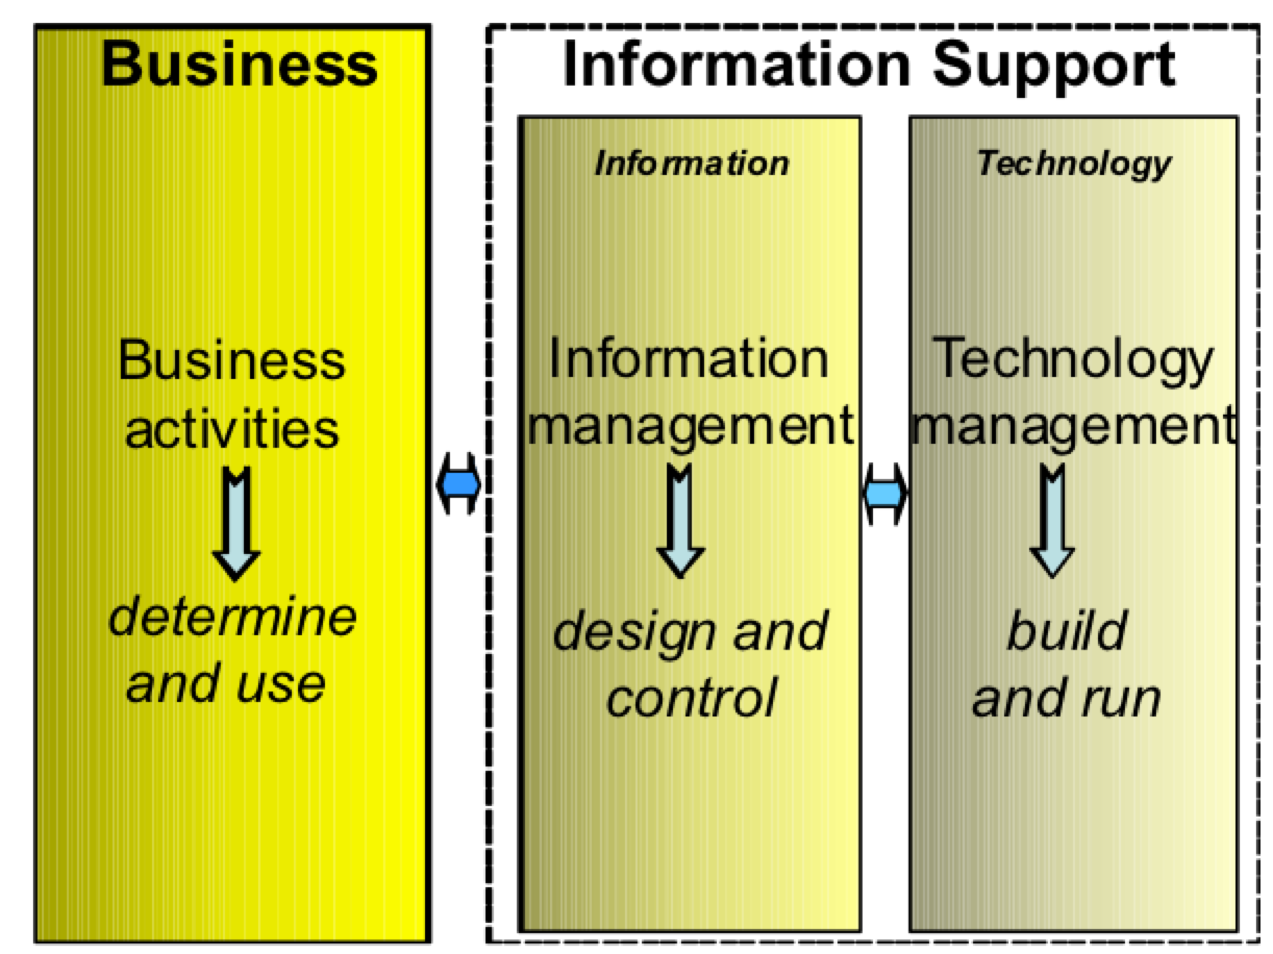 Business
Business
activities
determine
and use
Information Support
Information
Information
management
design and
control
Technology
Technology
management
build
and run